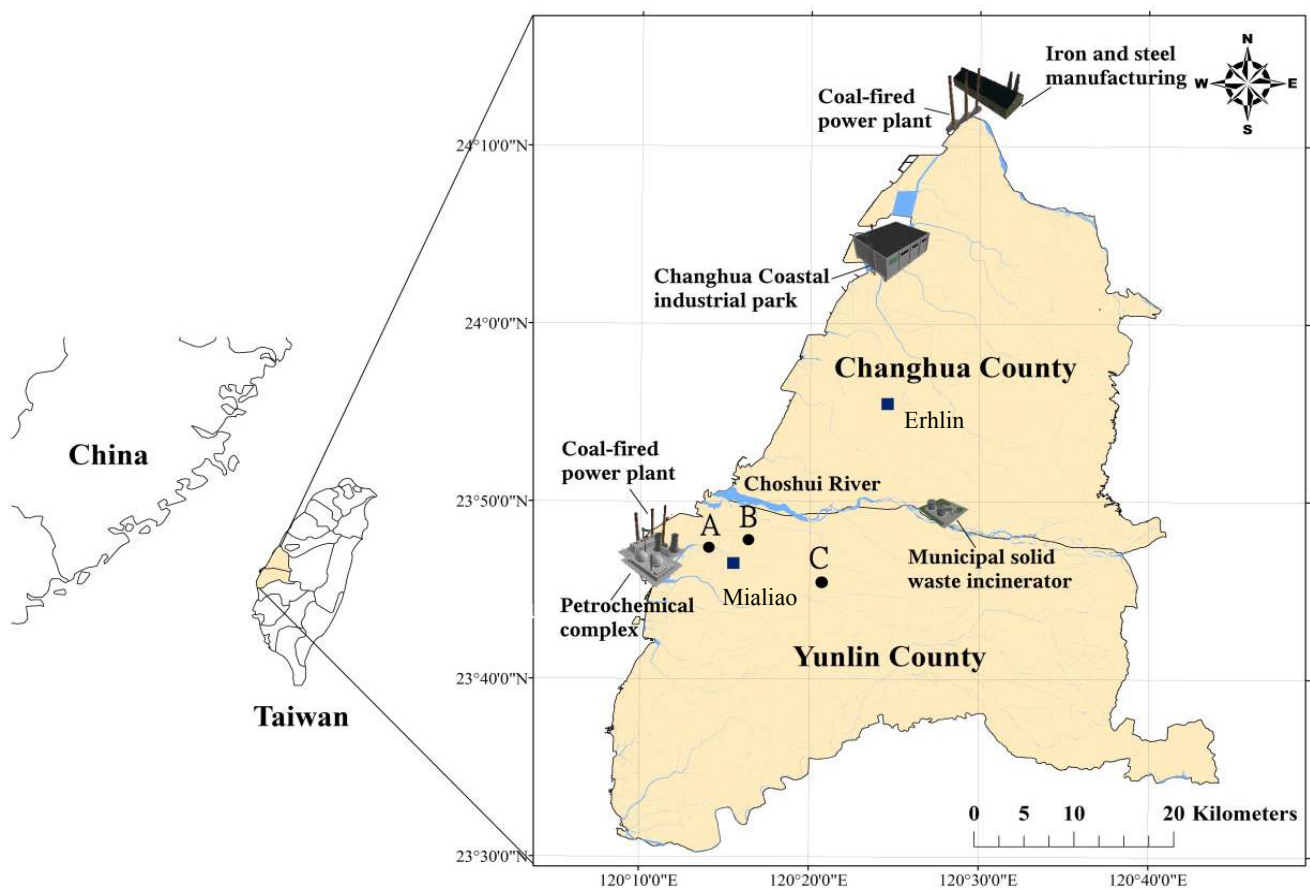 N
W E
S
Iron and steel
manufacturing
Coal-fired
power plant
24°10'0"N
Changhua Coastal
industrial park
24°0'0"N
Changhua County
Erhlin
China
Coal-fired
power plant
Choshui River
23°50'0"N
A
B
C
Mialiao
Municipal solid
waste incinerator
Petrochemical
complex
Yunlin County
23°40'0"N
Taiwan
0 5 10 20 Kilometers
23°30'0"N
120°10'0"E 120°20'0"E 120°30'0"E 120°40'0"E